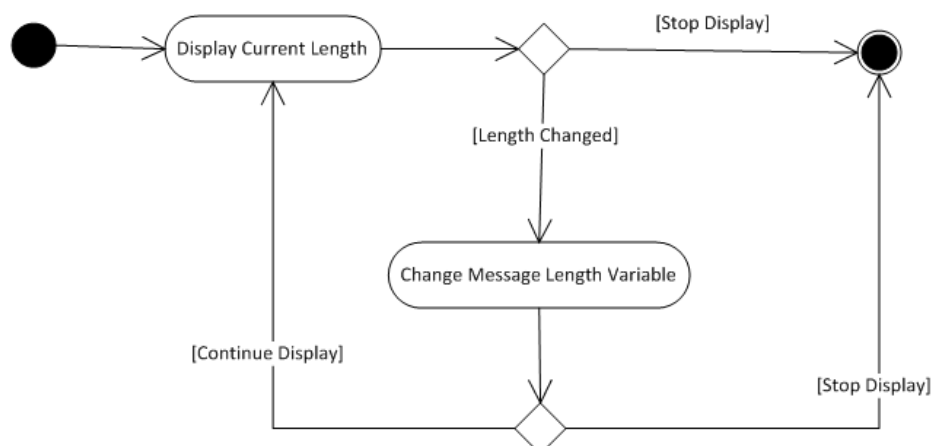 [Stop Display]
Display Current Length
[Length Changed]
Change Message Length Variable
[Continue Display]
[Stop Display]